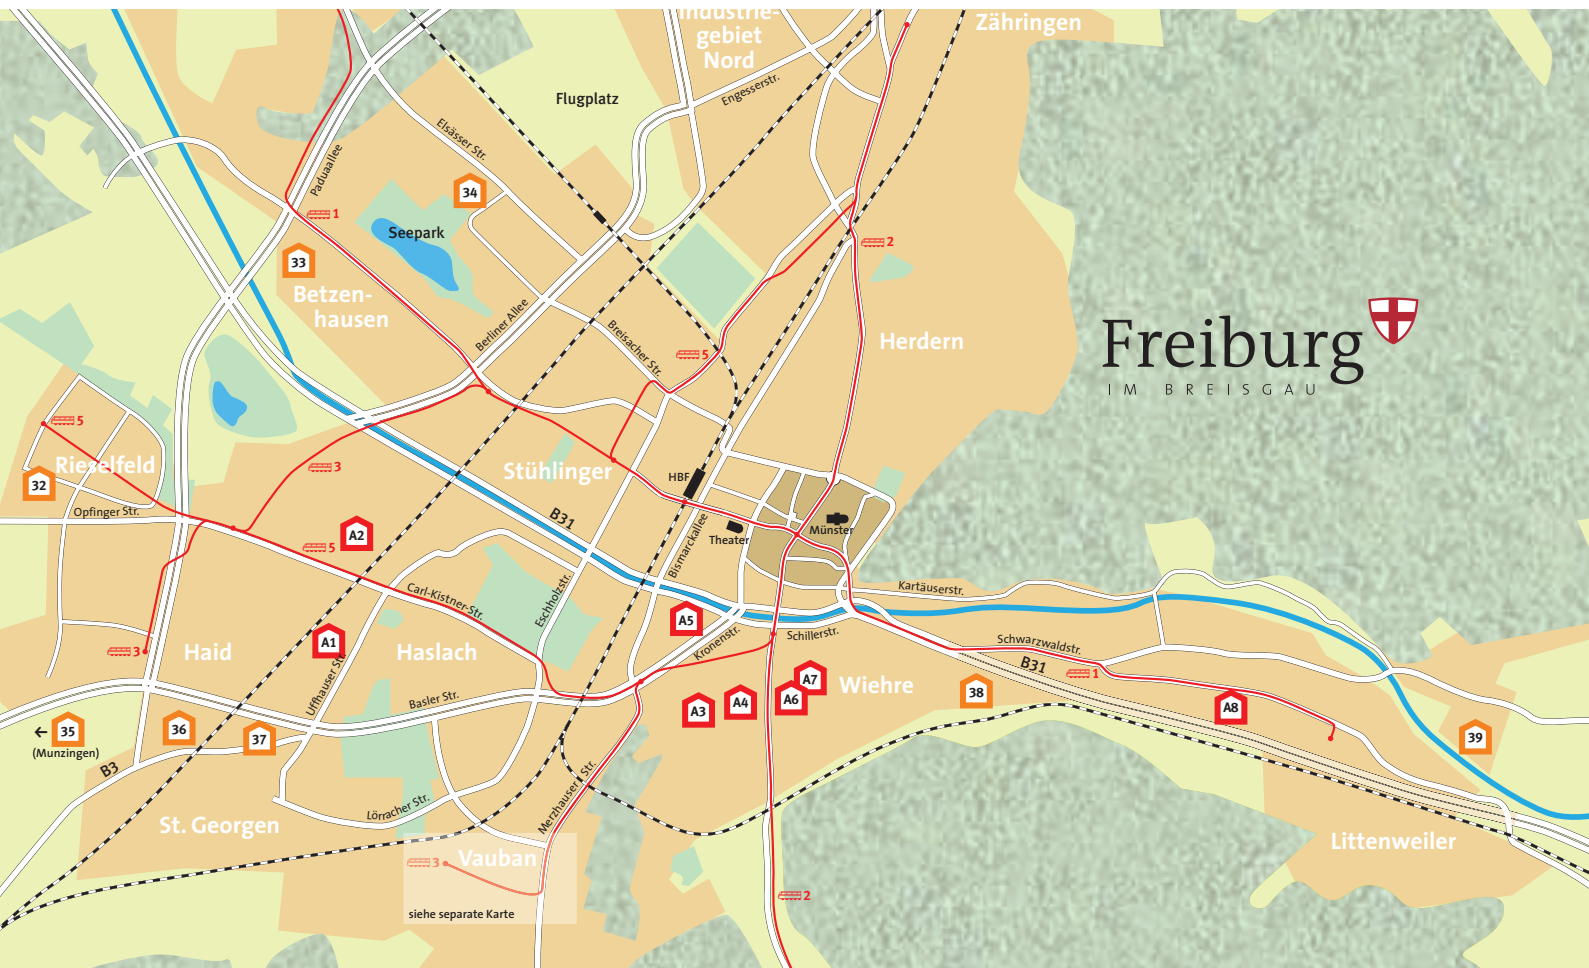 Industrie-
gebiet
Nord
Zähringen
Flugplatz
Engesserstr.
Elsässer Str.
Paduaallee
34
1
Seepark
2
33
Betzen-
hausen
Berliner Allee
Breisacher Str.
5
Herdern
Freiburg
IM BREISGAU
5
Rieselfeld
3
32
Stühlinger
HBF
Opfinger Str.
B31
Bismarckallee
Theater
Münster
A2
5
Carl-Kistner-Str.
Eschholzstr.
Kartäuserstr.
A5
Kronenstr.
Schillerstr.
Schwarzwaldstr.
B31
1
3
Haid
A1
Haslach
Uffhauser Str.
Basler Str.
A3
A4
A6
A7
Wiehre
38
A8
39
35
(Munzingen)
36
37
B3
St. Georgen
Lörracher Str.
Merzhauser Str.
Littenweiler
3
Vauban
siehe separate Karte
2